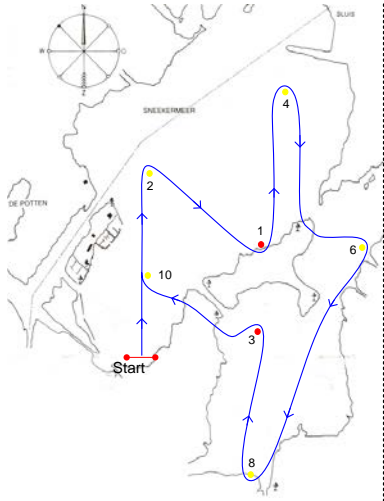 SLUIS
N
W
O
Z
4
SNEEKERMEER
2
DE POTTEN
1
6
10
3
Start
8